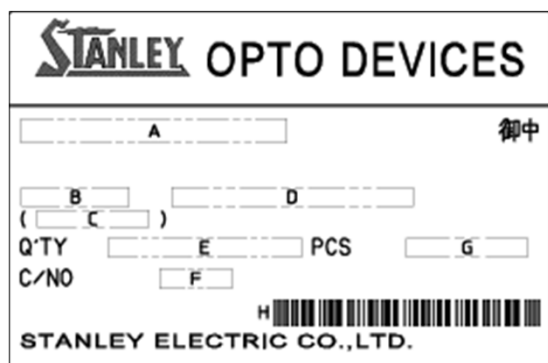 STANLEY OPTO DEVICES
A 御中
B D
( C )
Q'TY E PCS G
C/NO F
H
STANLEY ELECTRIC CO.,LTD.